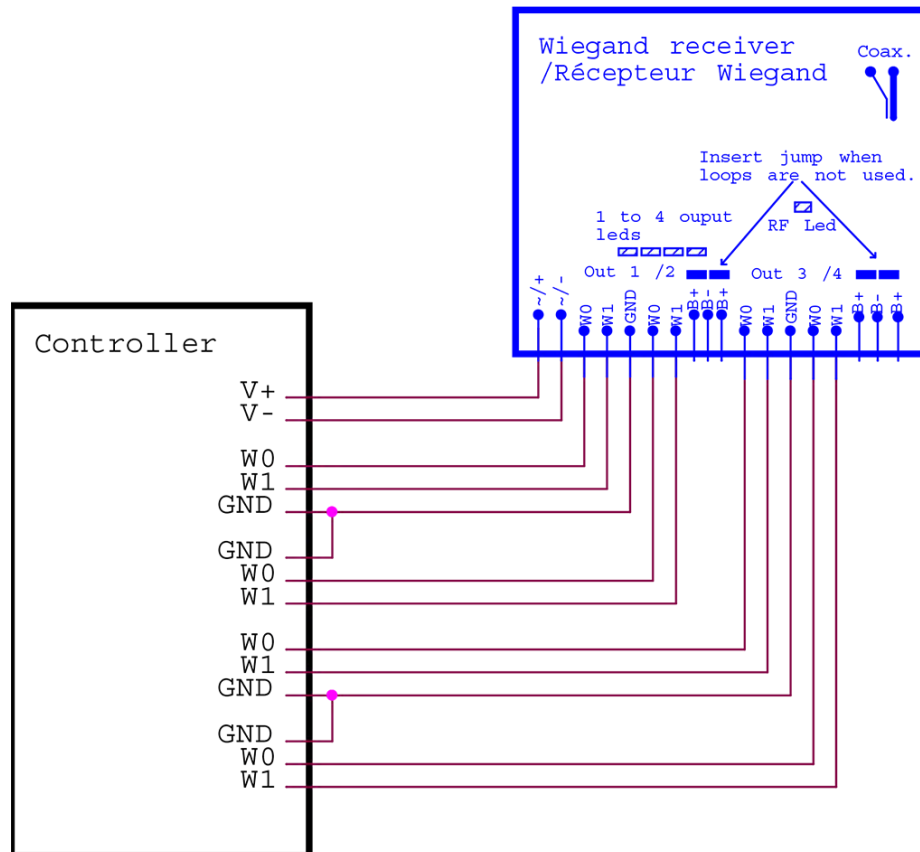 Wiegand receiver
/Récepteur Wiegand
Coax.
Insert jump when
loops are not used.
1 to 4 ouput
leds
RF Led
Out 1 /2
Out 3 /4
~/+
~/-
W0
W1
GND
W0
W1
B+
B-
B+
W0
W1
GND
W0
W1
B+
B-
B+
Controller
V+
V-
W0
W1
GND
GND
W0
W1
W0
W1
GND
GND
W0
W1